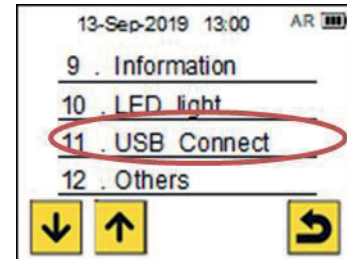 13-Sep-2019 13:00 AR
9 . Information
10 . LED light
11 . USB Connect
12 . Others